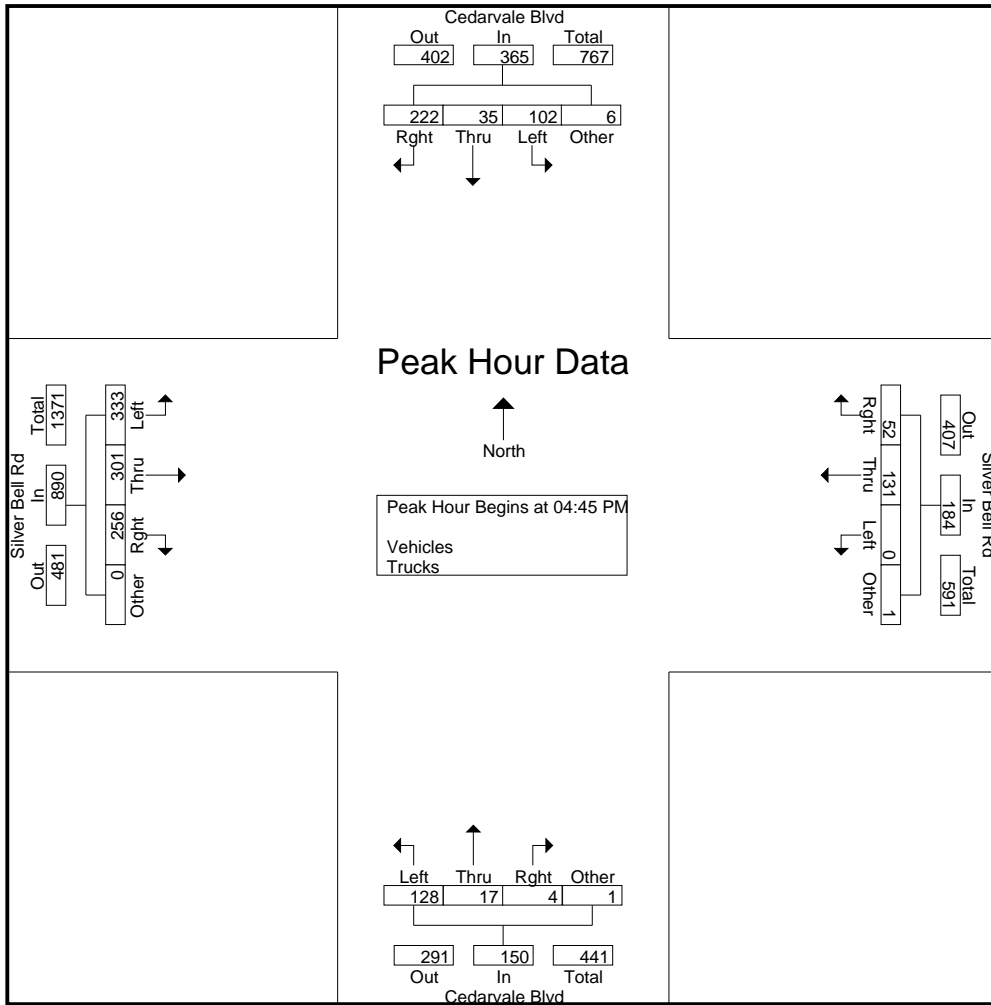 Cedarvale Blvd
Out In Total
402 365 767
222 35 102 6
Rght Thru Left Other
Peak Hour Data
North
Peak Hour Begins at 04:45 PM
Vehicles
Trucks
Silver Bell Rd
Total In Out
1371 890 481
333 301 256 0
Left Thru Rght Other
Rght Thru Left Other
52 131 0 1
Out In Total
407 184 591
Silver Bell Rd
Left Thru Rght Other
128 17 4 1
291 150 441
Out In Total
Cedarvale Blvd